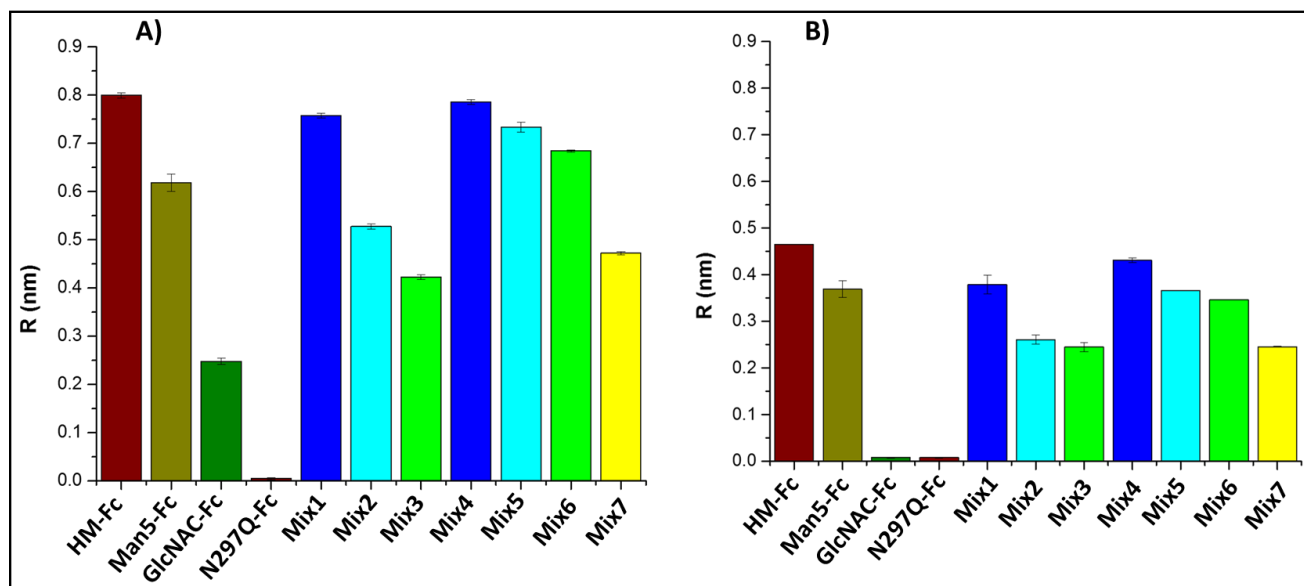 A)
R (nm)
0.9
0.8
0.7
0.6
0.5
0.4
0.3
0.2
0.1
0.0
HM-Fc
Man5-Fc
GlcNAC-Fc
N297Q-Fc
Mix1
Mix2
Mix3
Mix4
Mix5
Mix6
Mix7
B)
R (nm)
0.9
0.8
0.7
0.6
0.5
0.4
0.3
0.2
0.1
0.0
HM-Fc
Man5-Fc
GlcNAC-Fc
N297Q-Fc
Mix1
Mix2
Mix3
Mix4
Mix5
Mix6
Mix7